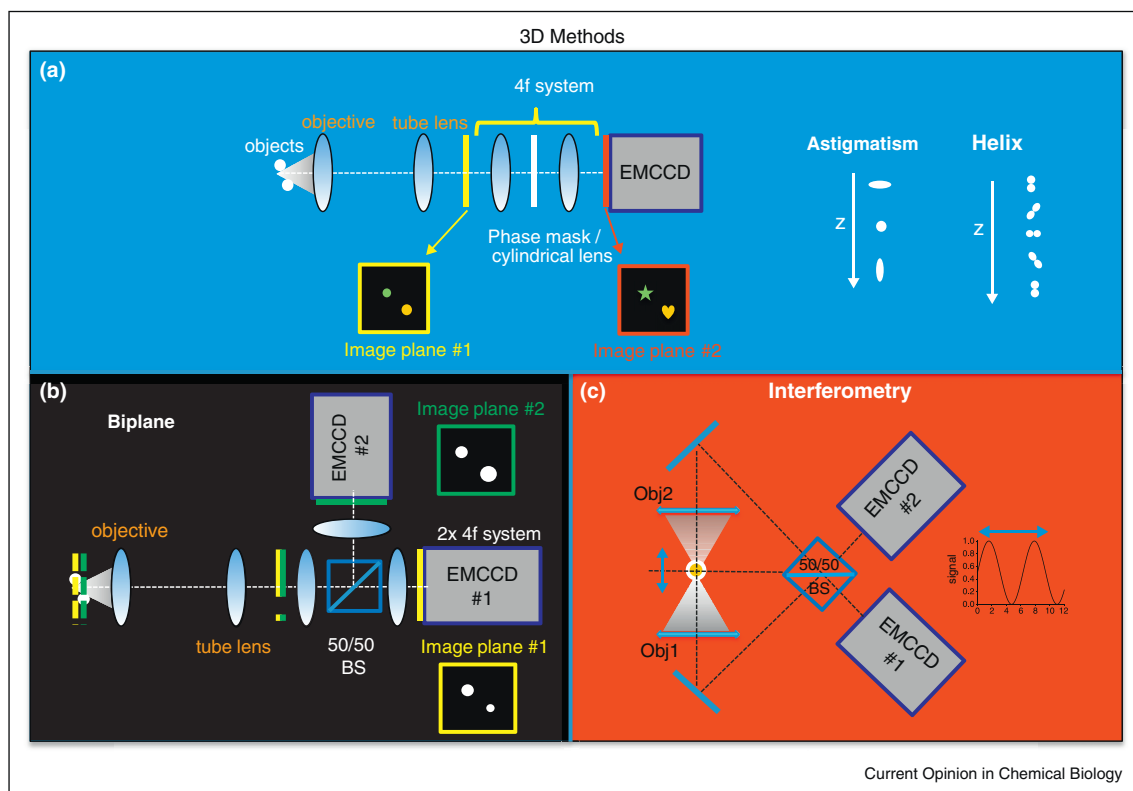 3D Methods
(a)
4f system
objective
tube lens
objects
EMCCD
Phase mask /
cylindrical lens
Image plane #1
Image plane #2
Astigmatism
Z
Helix
Z
(b)
Biplane
EMCCD
#2
Image plane #2
objective
2x 4f system
EMCCD
#1
tube lens
50/50
BS
Image plane #1
(c)
Interferometry
Obj2
EMCCD
#2
50/50
BS
Obj1
EMCCD
#1
signal
1.0
0.8
0.6
0.4
0.2
0.0
0 2 4 6 8 10 12
Current Opinion in Chemical Biology